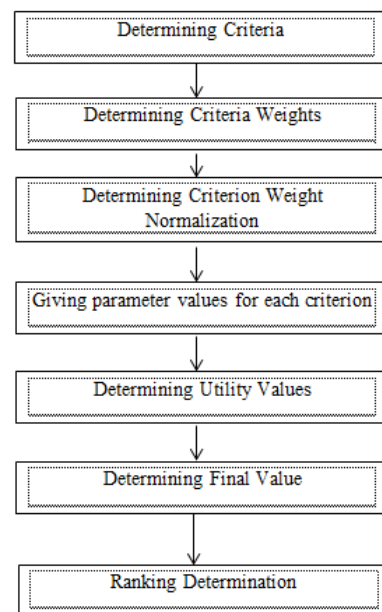 Determining Criteria
Determining Criteria Weights
Determining Criterion Weight
Normalization
Giving parameter values for each criterion
Determining Utility Values
Determining Final Value
Ranking Determination